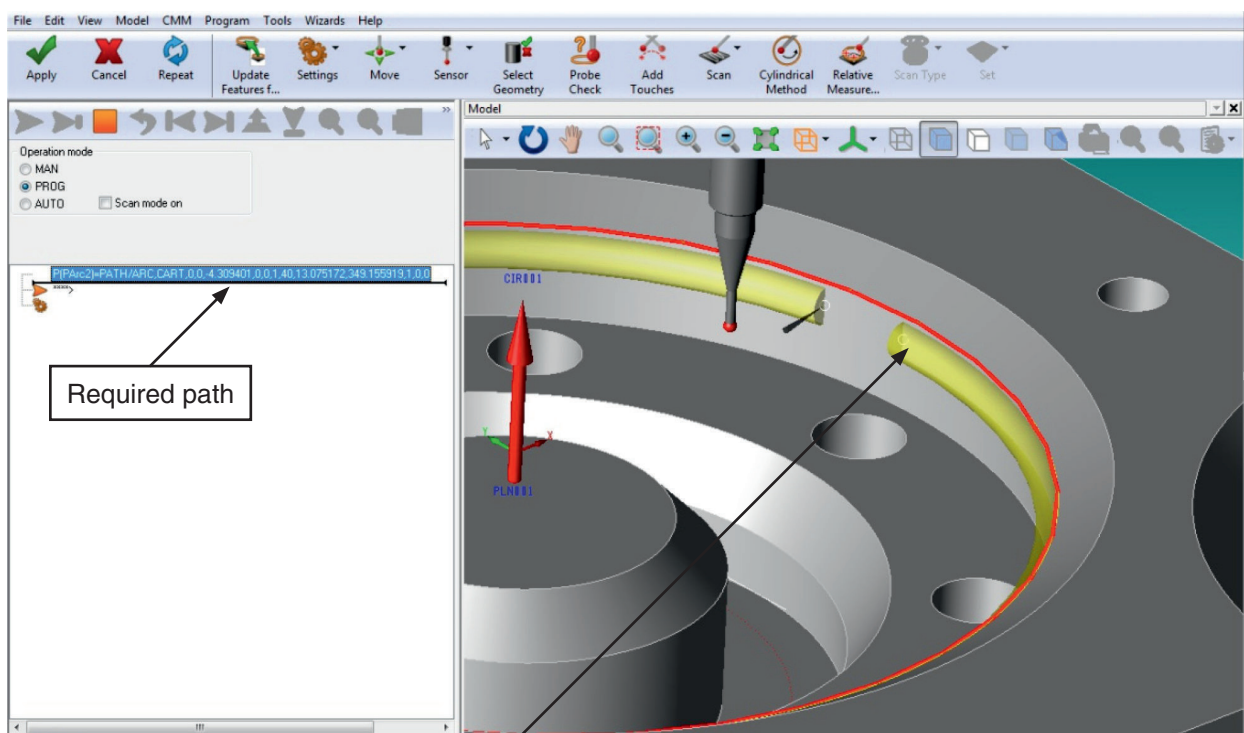 File Edit View Model CMM Program Tools Wizards Help
Apply Cancel Repeat Update Features f... Settings Move Sensor Select Geometry Probe Check Add Touches Scan Cylindrical Method Relative Measure... Scan Type Set
Model
Operation mode
MAN
PROG
AUTO Scan mode on
P(PArc2)=PATH/ARC,CART,0,0,-4.309401,0,0,1,40,13.075172,349.155919,1,0,0
Required path
CIR001
Y X
PLN001